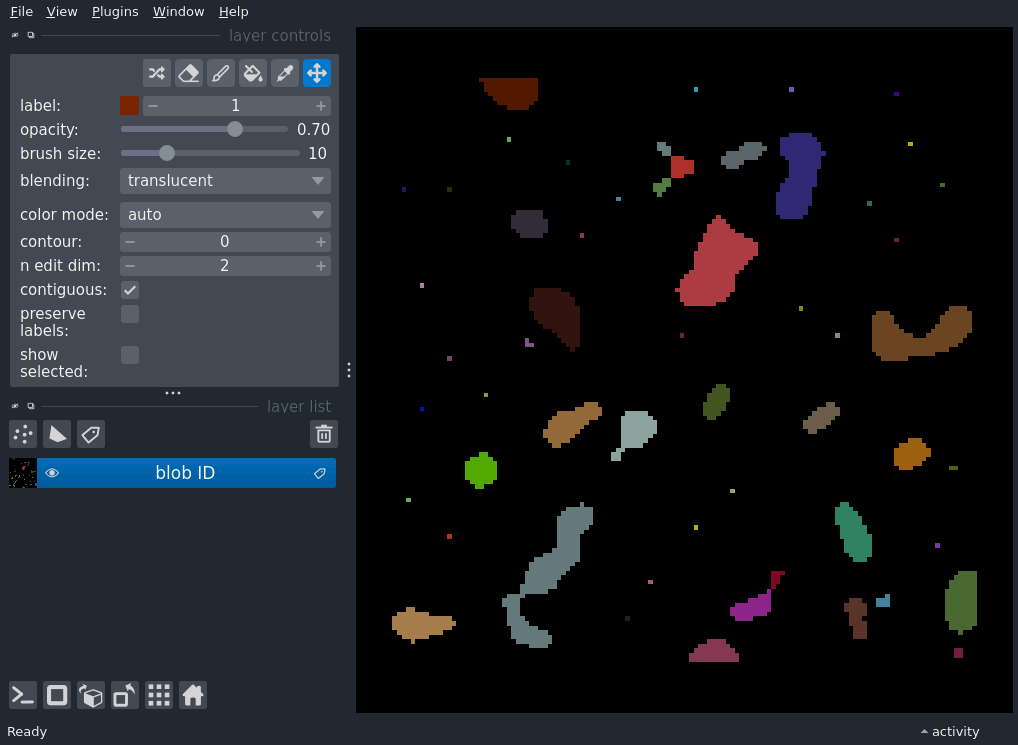 File View Plugins Window Help
layer controls
label: 1
opacity: 0.70
brush size: 10
blending: translucent
color mode: auto
contour: 0
n edit dim: 2
contiguous:
preserve
labels:
show
selected:
layer list
blob ID
Ready
activity